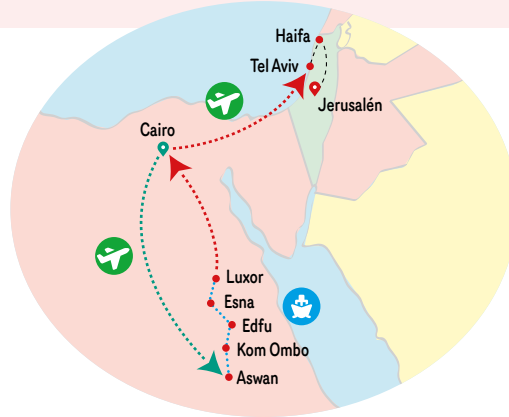 Haifa
Tel Aviv
Jerusalén
Cairo
Luxor
Esna
Edfu
Kom Ombo
Aswan